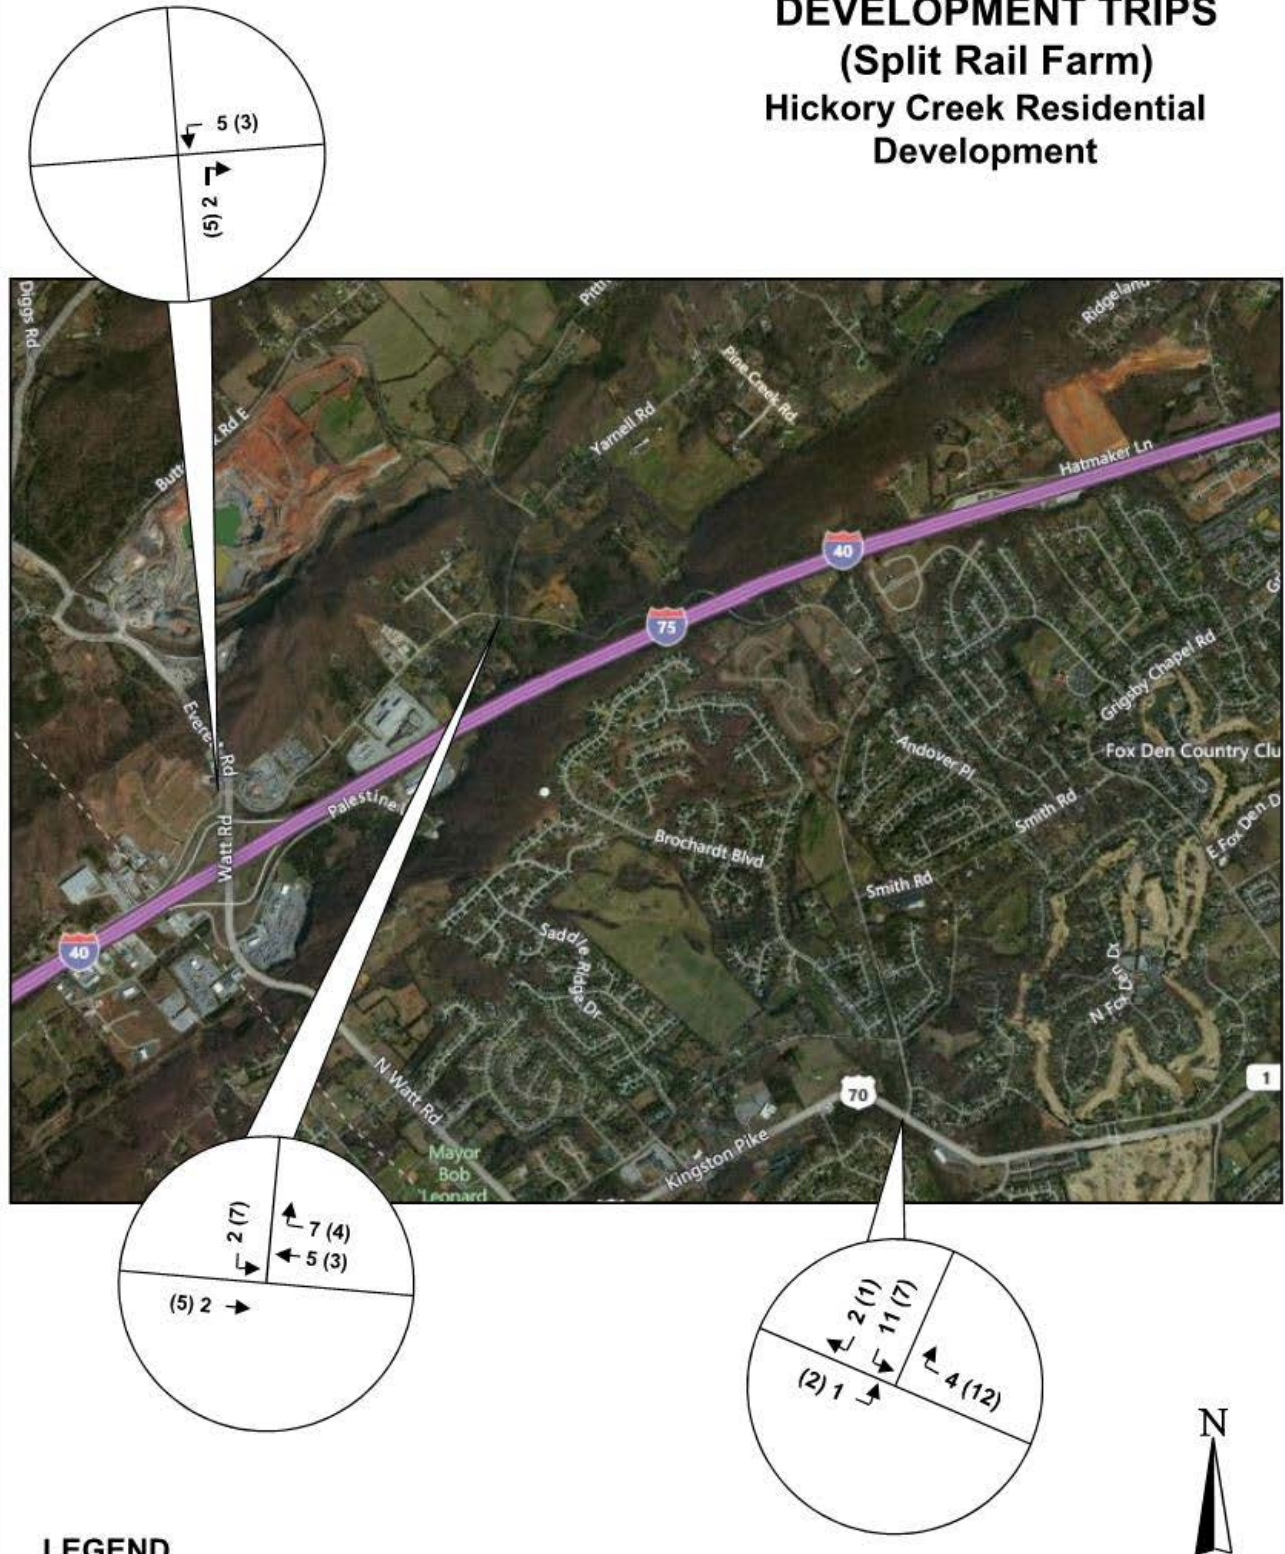 DEVELOPMENT TRIPS
(Split Rail Farm)
Hickory Creek Residential
Development
5 (3)
(5) 2
Diggs Rd
Ridgeland
Pine Creek Rd
Yarnell Rd
Rd E
Hatmaker Ln
40
75
Grigsby Chapel Rd
Rd
Andover Pl
Fox Den Country Clu
Palestine
Watt Rd
Smith Rd
E Fox Den D
Brochardt Blvd
Smith Rd
40
Saddle Ridge Dr
N Fox Den Dr
N Watt Rd
70
1
Kingston Pike
Mayor
Bob
Leonard
2 (7)
7 (4)
5 (3)
(5) 2
2 (1)
11 (7)
(2) 1
4 (12)
N
LEGEND